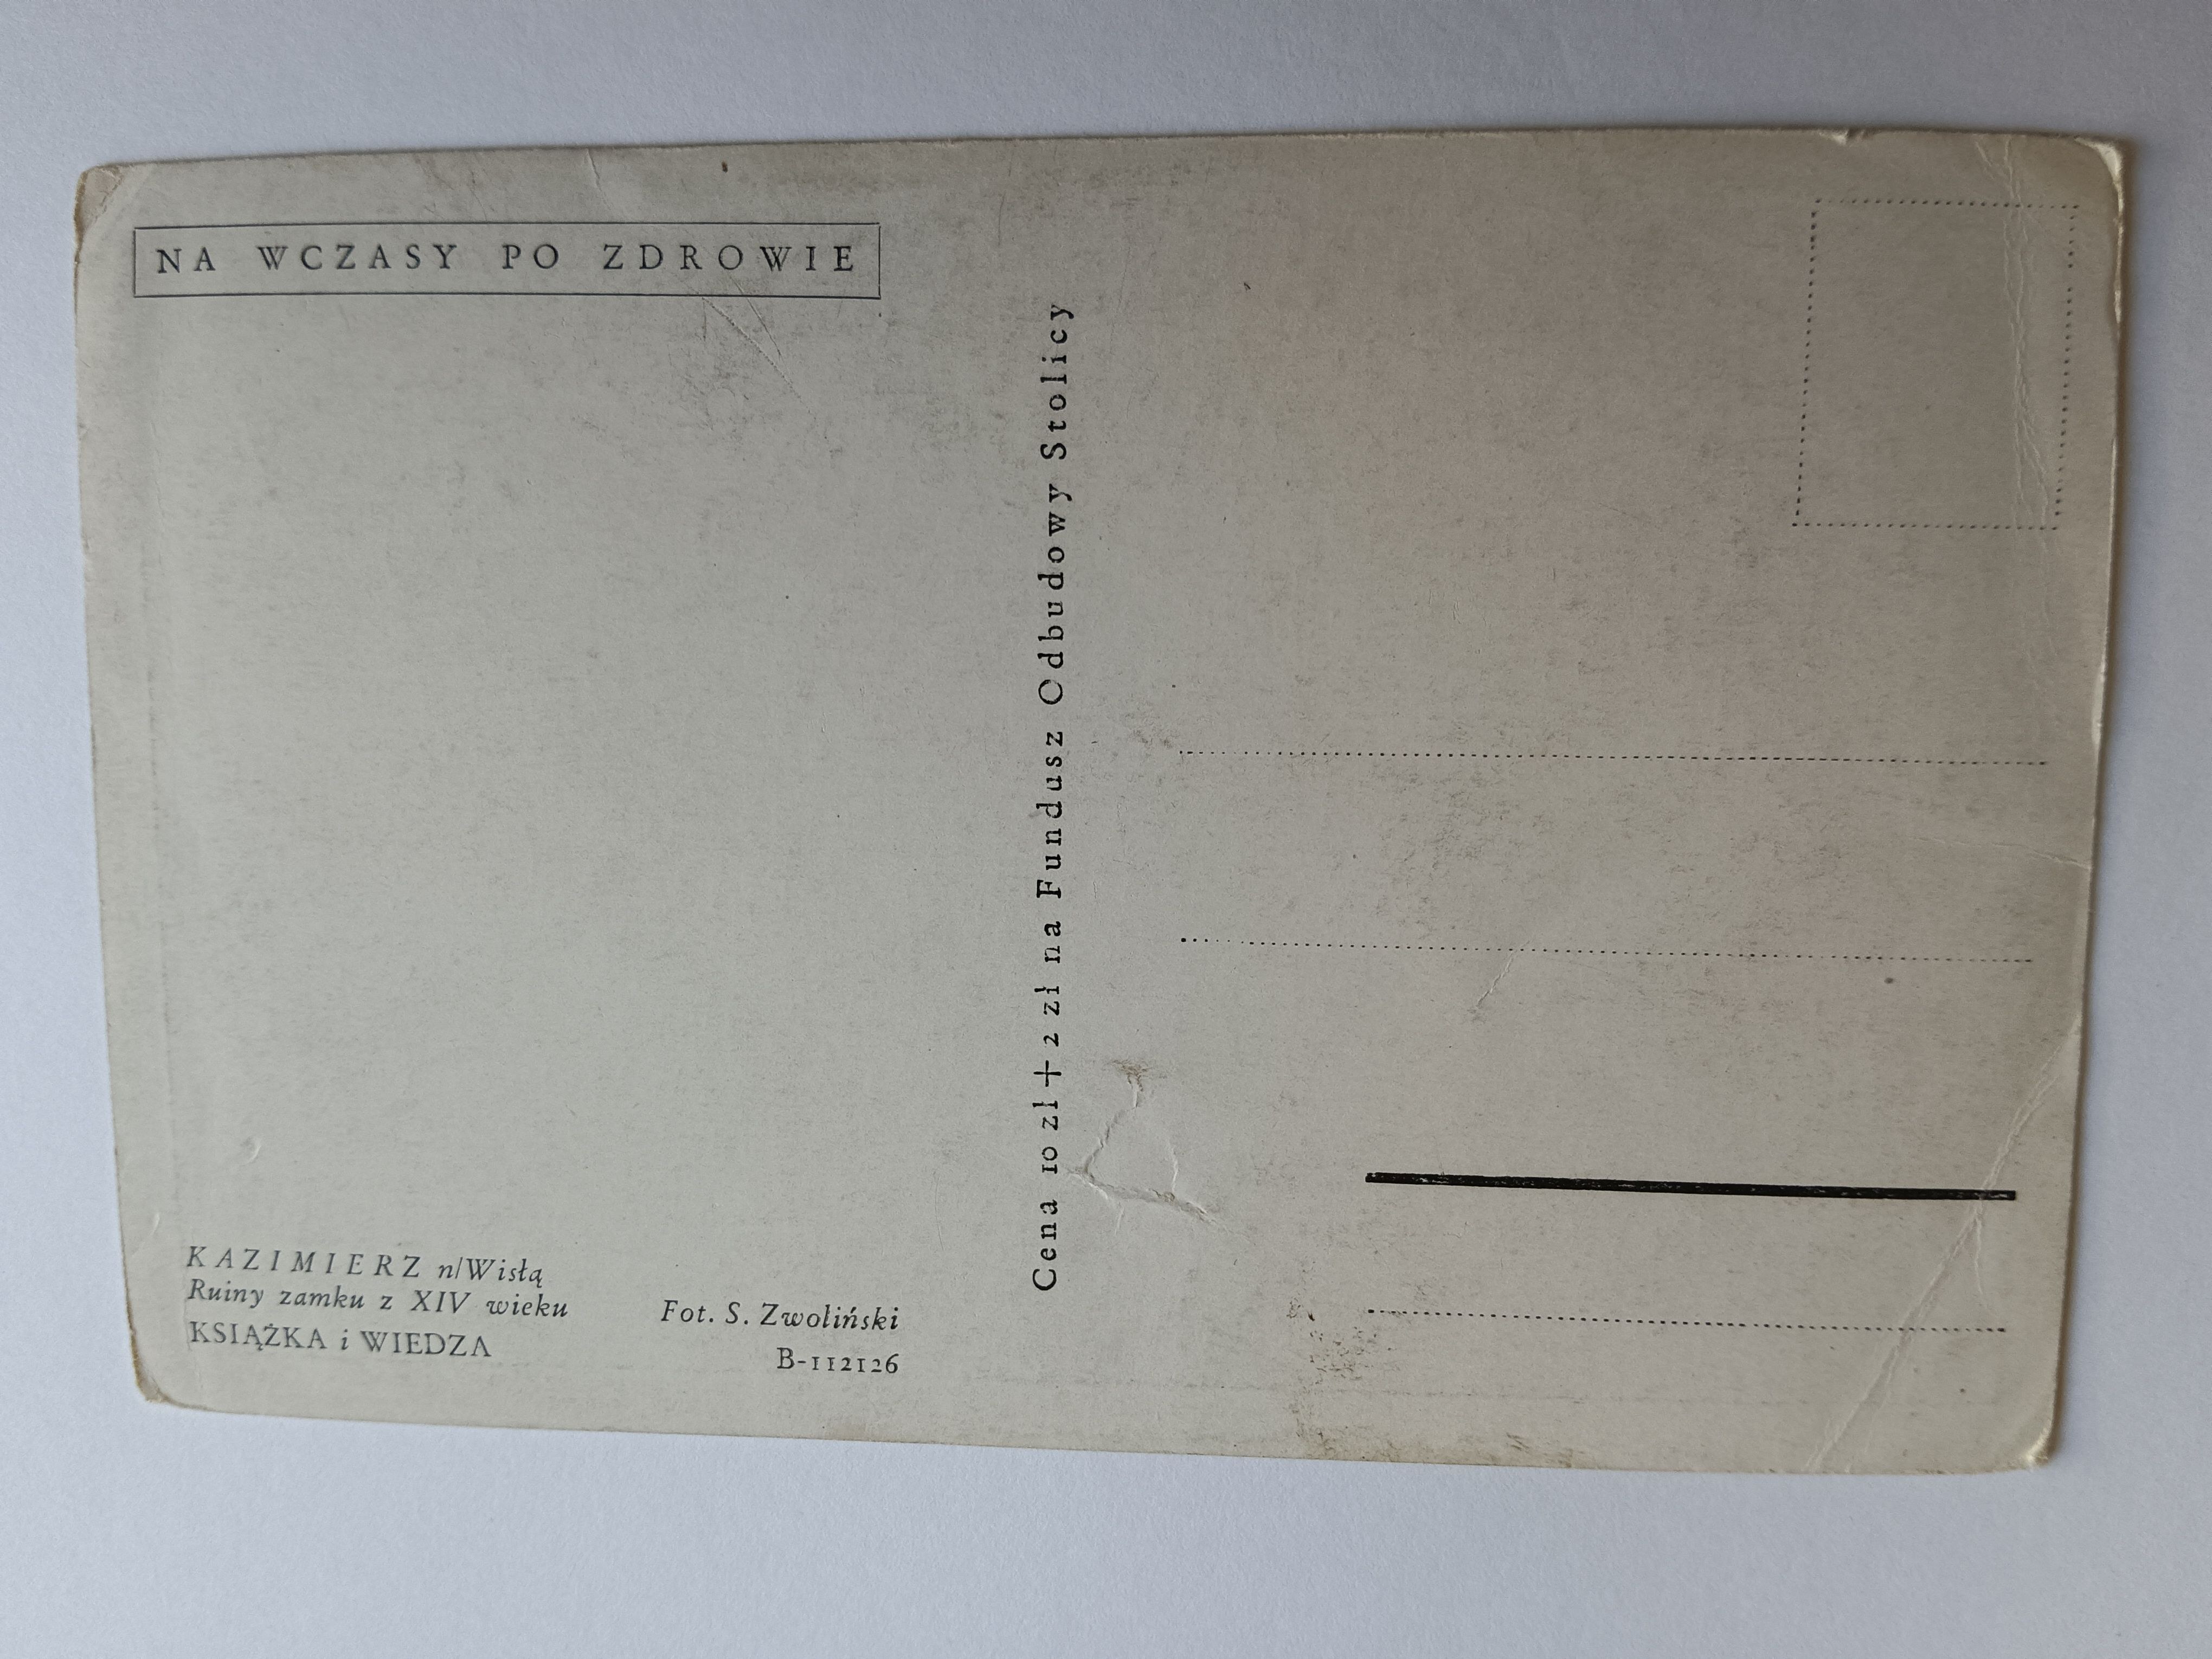 NA WCZASY PO ZDROWIE
Cena 10 zł + 2 zł na Fundusz Odbudowy Stolicy
KAZIMIERZ n/Wisłą
Ruiny zamku z XIV wieku
KSIĄŻKA i WIEDZA
Fot. S. Zwoliński
B-112126